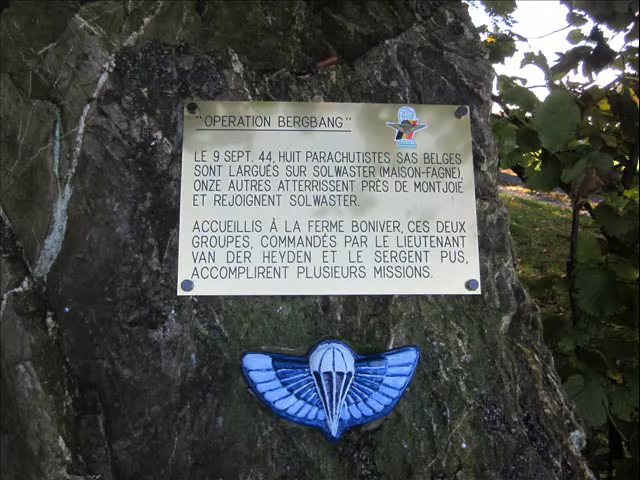 "OPERATION BERGBANG"
LE 9 SEPT. 44, HUIT PARACHUTISTES SAS BELGES
SONT LARGUÉS SUR SOLWASTER (MAISON-FAGNE),
ONZE AUTRES ATTERRISSENT PRÈS DE MONTJOIE
ET REJOIGNENT SOLWASTER.
ACCUEILLIS À LA FERME BONIVER, CES DEUX
GROUPES, COMMANDÉS PAR LE LIEUTENANT
VAN DER HEYDEN ET LE SERGENT PUS,
ACCOMPLIRENT PLUSIEURS MISSIONS.